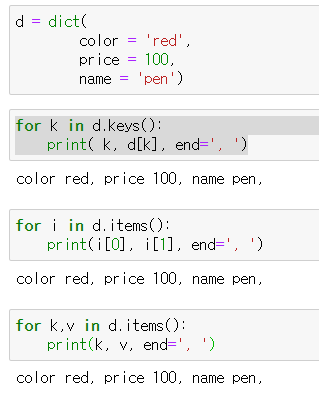 d = dict(
        color = 'red',
        price = 100,
        name = 'pen')
for k in d.keys():
    print( k, d[k], end=', ')
color red, price 100, name pen,
for i in d.items():
    print(i[0], i[1], end=', ')
color red, price 100, name pen,
for k,v in d.items():
    print(k, v, end=', ')
color red, price 100, name pen,